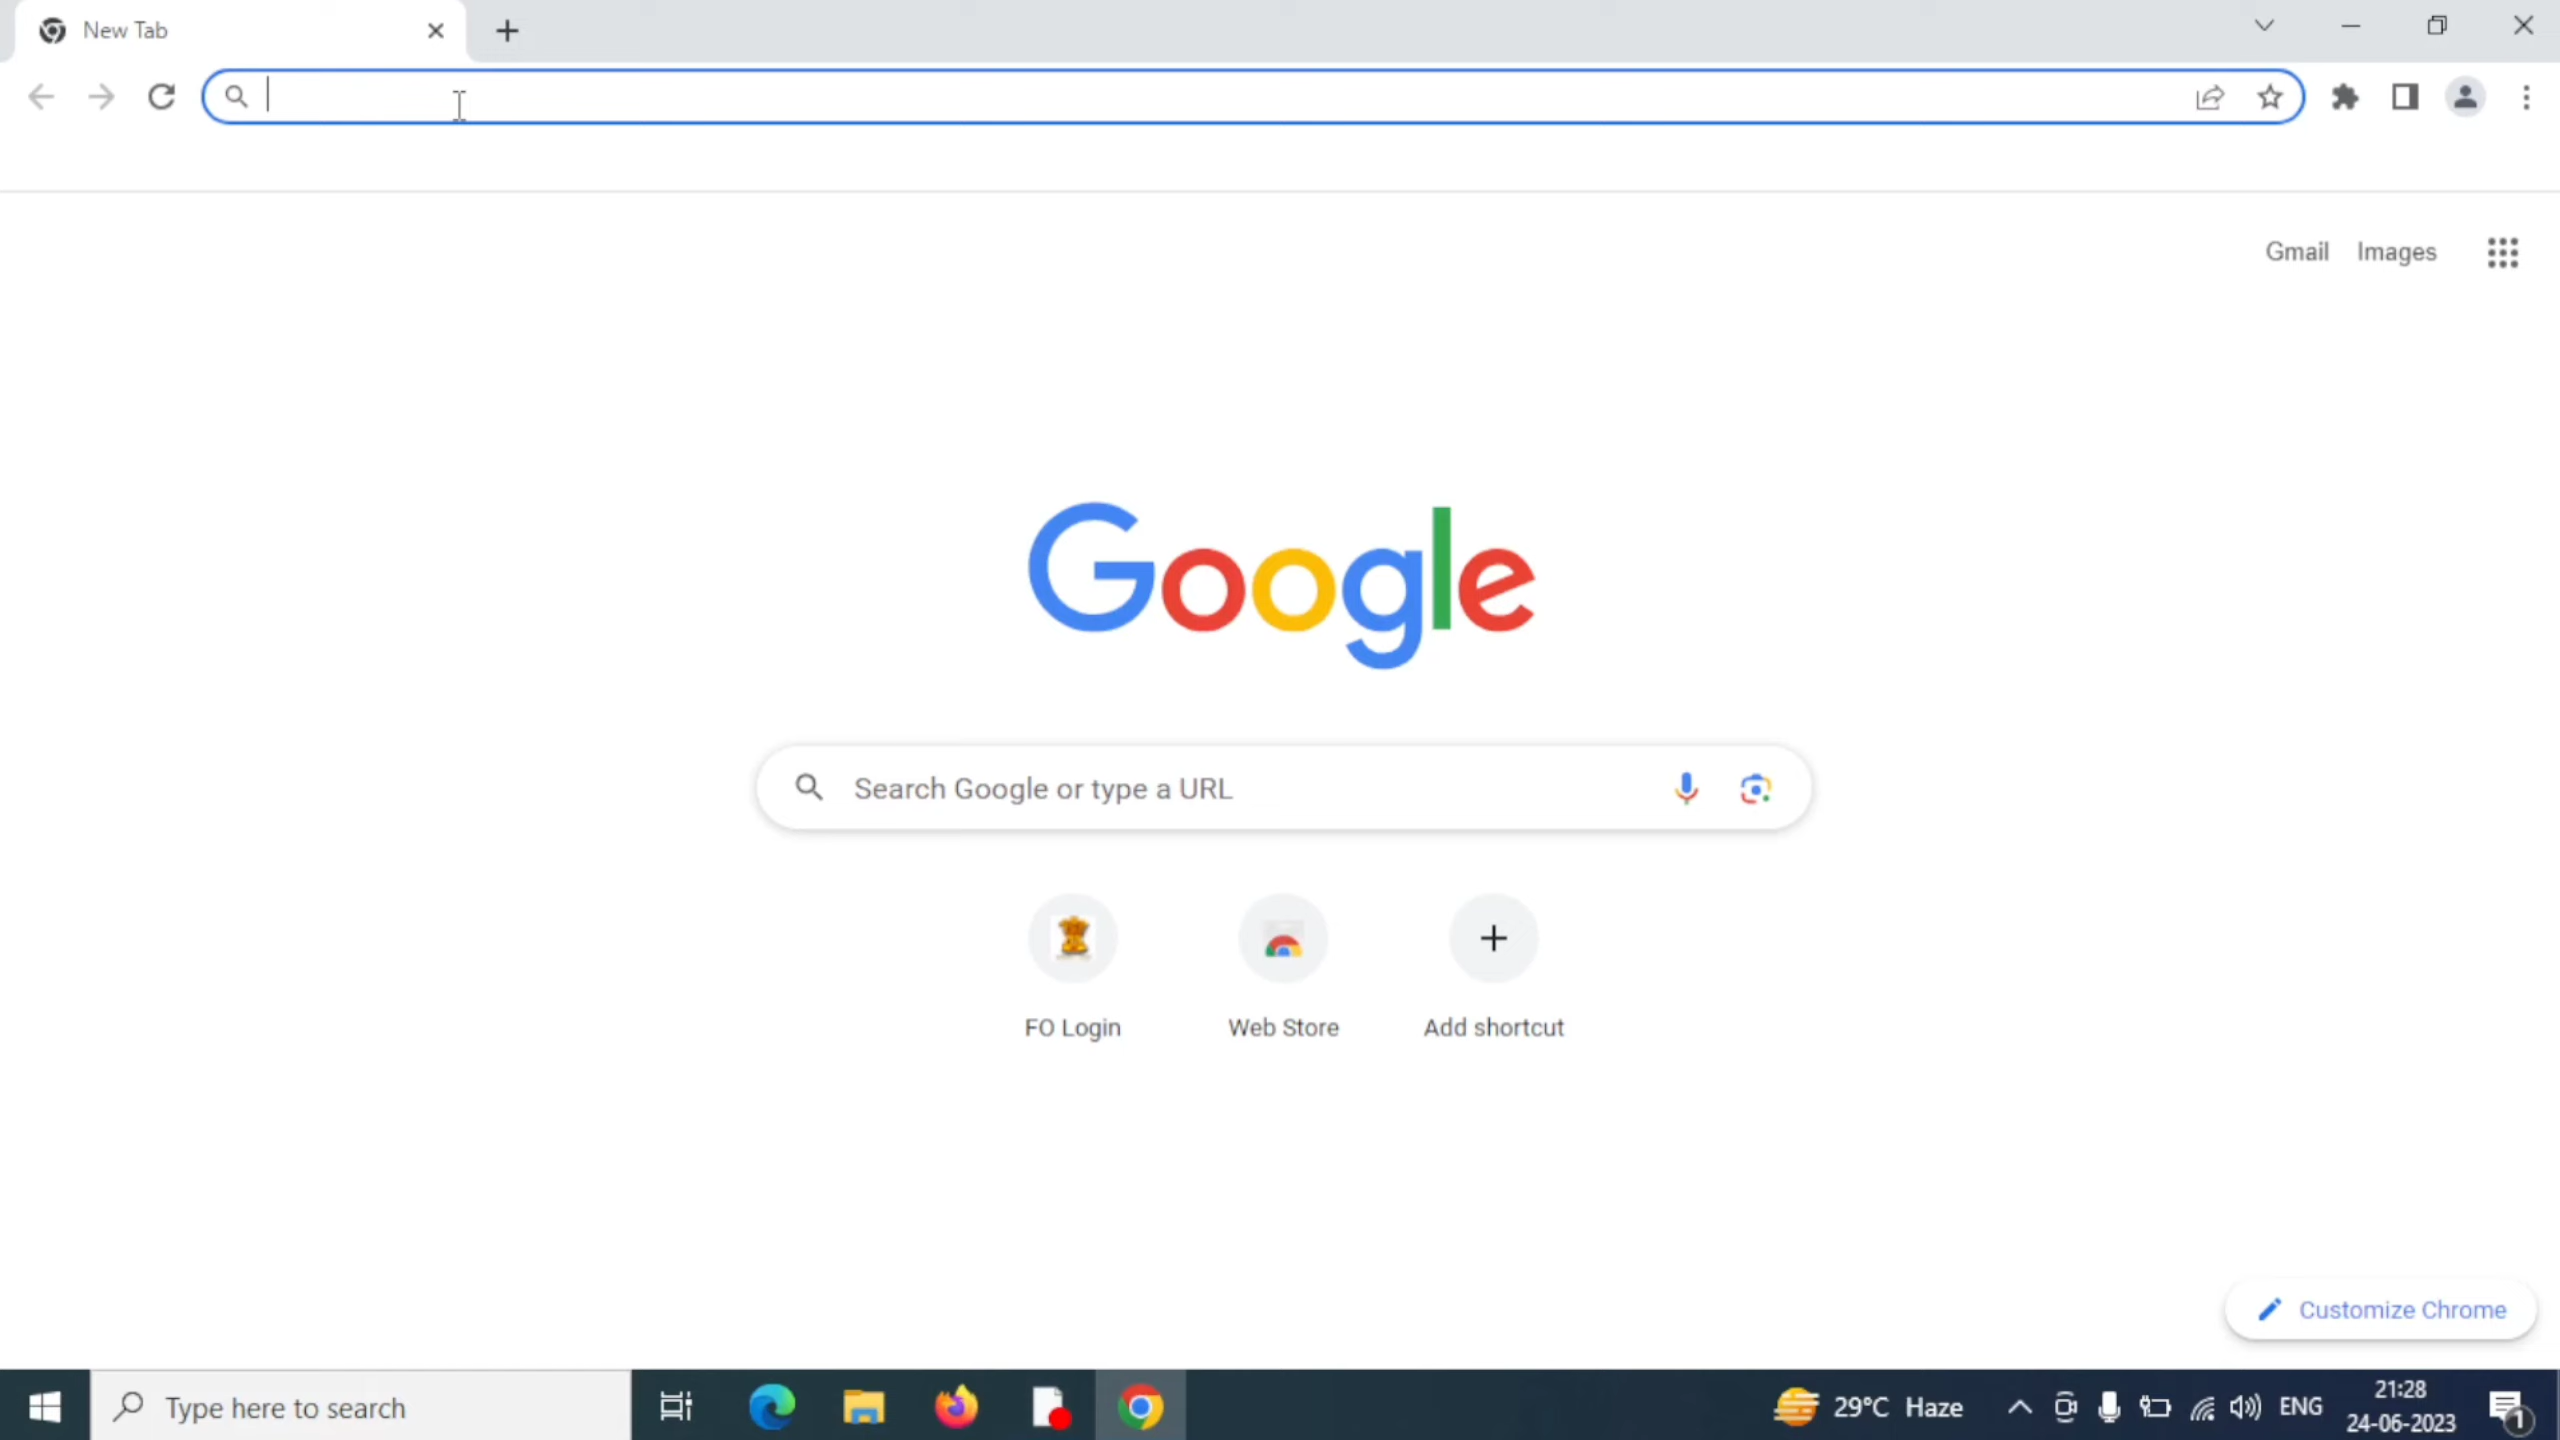 New Tab
Gmail Images
Google
Search Google or type a URL
FO Login
Web Store
Add shortcut
Customize Chrome
Type here to search
29°C Haze
ENG
21:28
24-06-2023
1